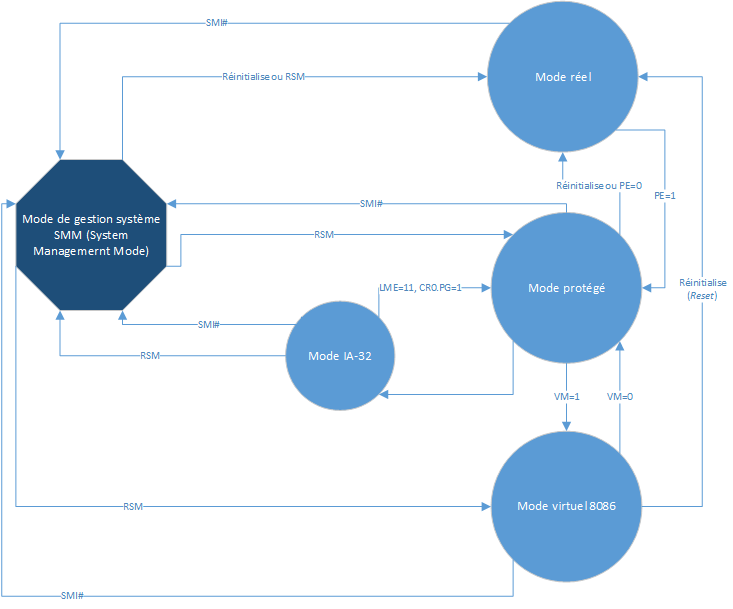 SMI#
Mode réel
Réinitialise ou RSM
Réinitialise ou PE=0
PE=1
Mode de gestion système
SMM (System
Managemernt Mode)
SMI#
RSM
Mode protégé
Réinitialise
(Reset)
LME=11, CR0.PG=1
SMI#
Mode IA-32
RSM
VM=1
VM=0
RSM
Mode virtuel 8086
SMI#